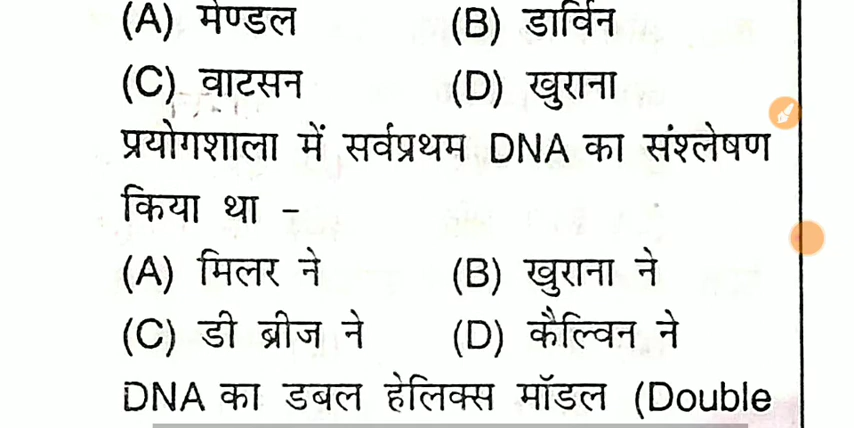 (A) मेण्डल (B) डार्विन
(C) वाटसन (D) खुराना
प्रयोगशाला में सर्वप्रथम DNA का संश्लेषण
किया था -
(A) मिलर ने (B) खुराना ने
(C) डी ब्रीज ने (D) कैल्विन ने
DNA का डबल हेलिक्स मॉडल (Double